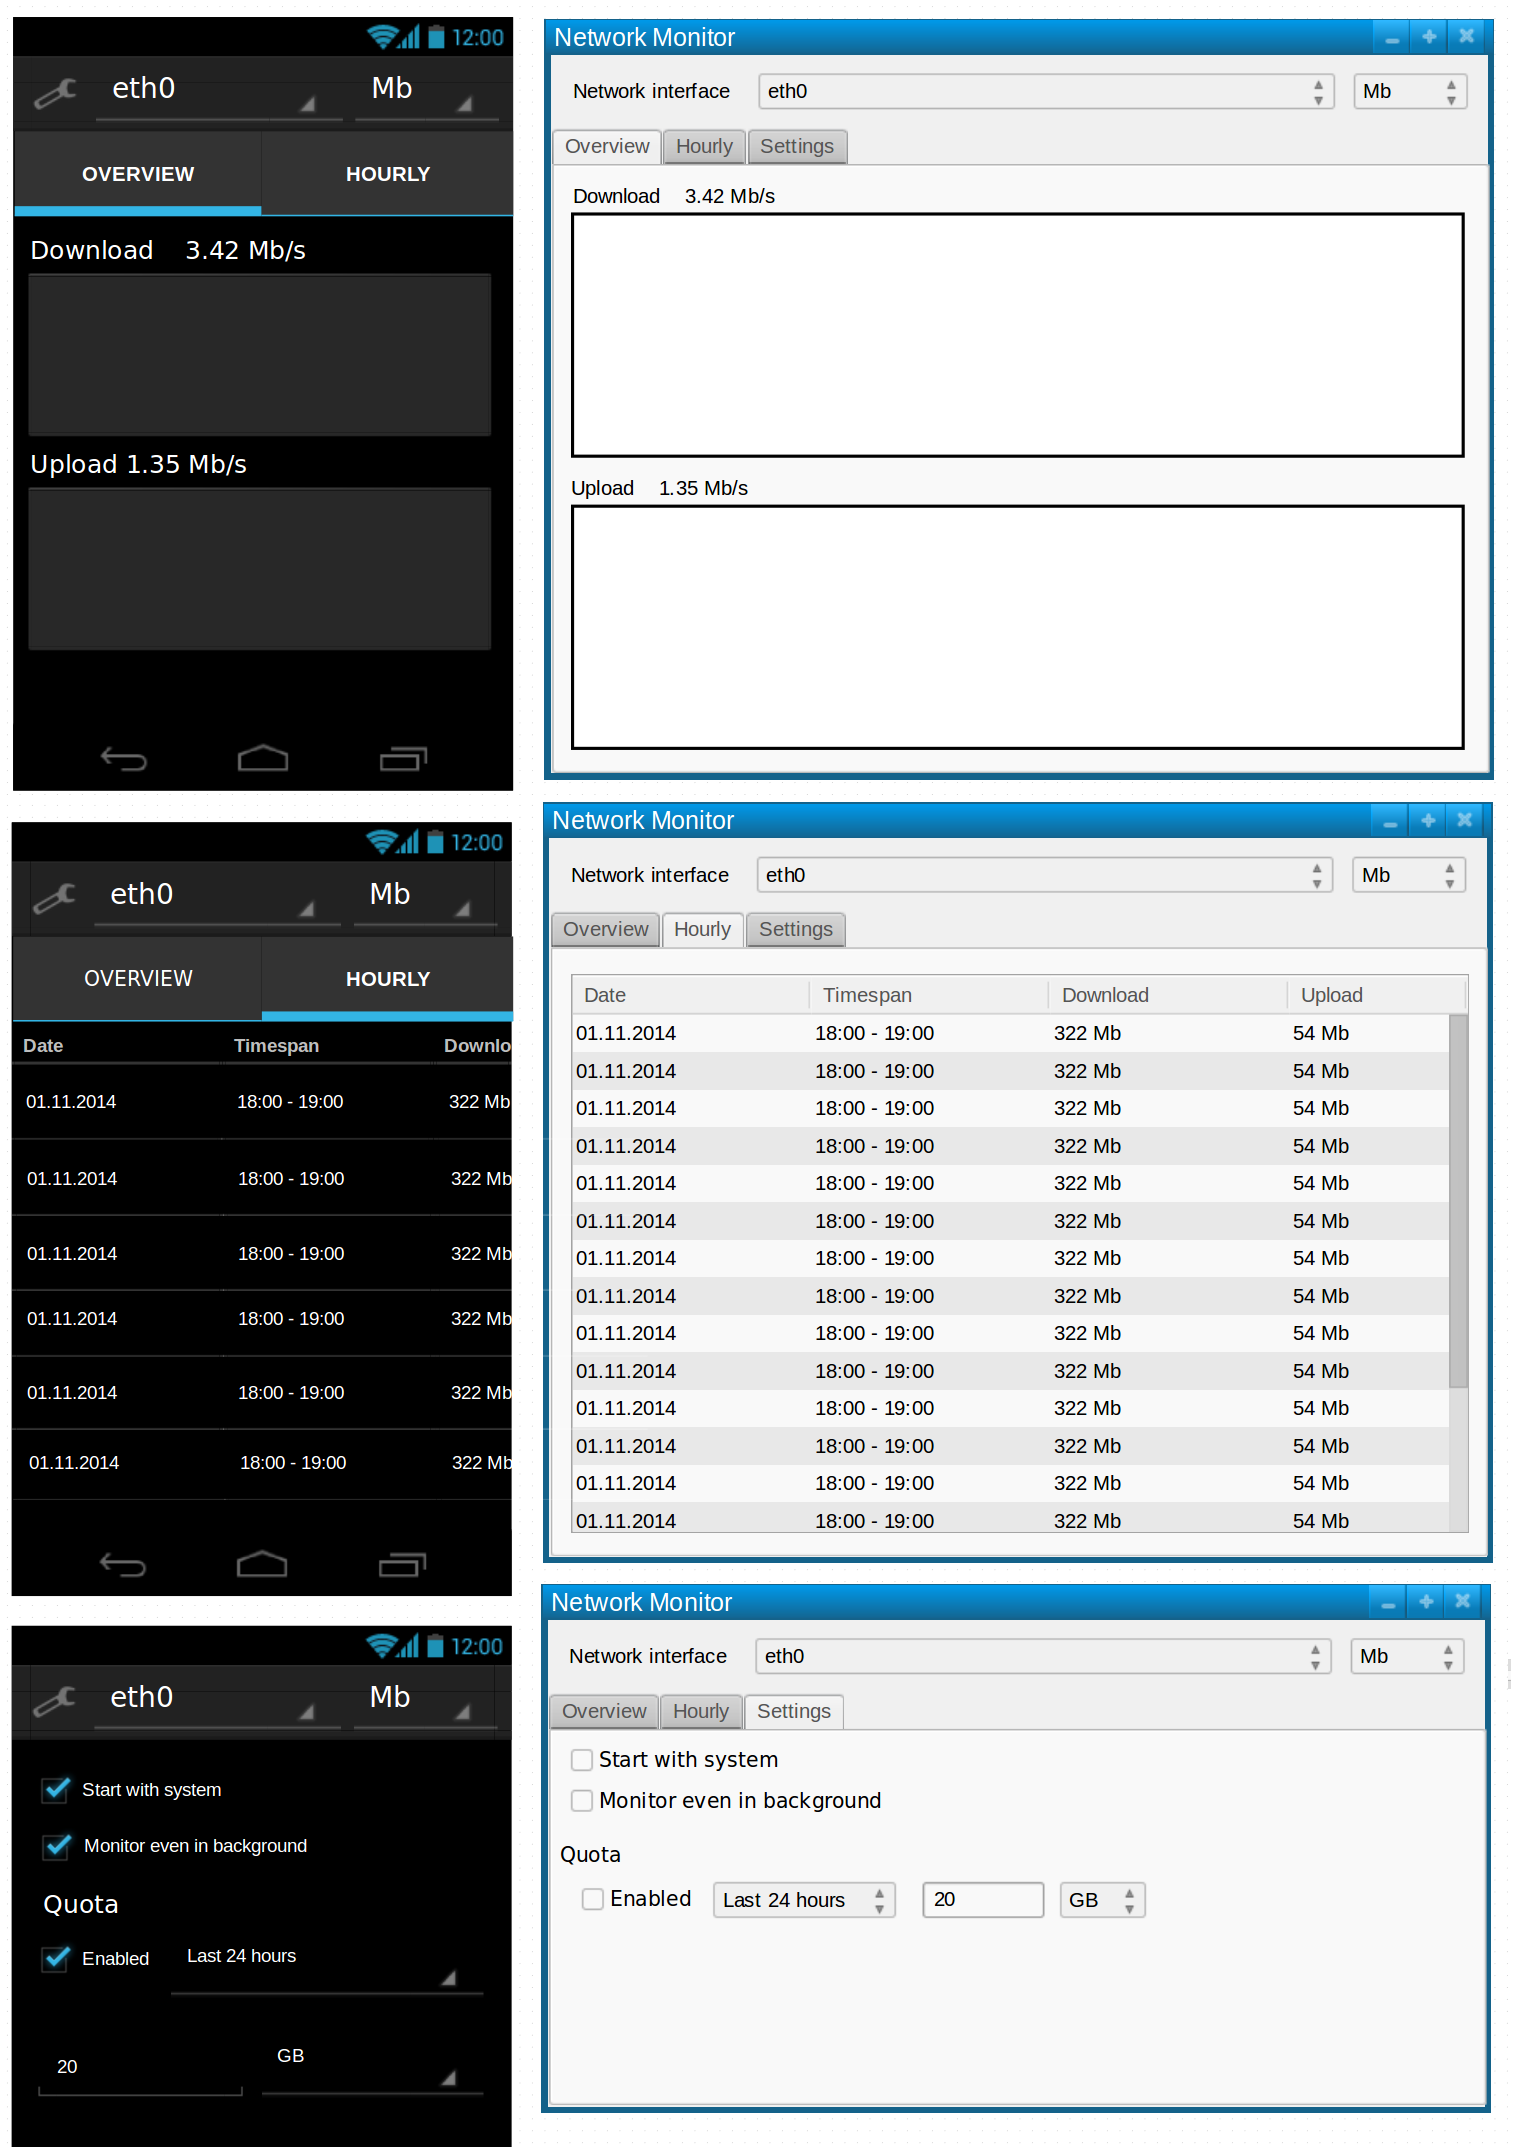 12:00
eth0 Mb
OVERVIEW HOURLY
Download 3.42 Mb/s
Upload 1.35 Mb/s
Network Monitor
Network interface eth0 Mb
Overview Hourly Settings
Download 3.42 Mb/s
Upload 1.35 Mb/s
12:00
eth0 Mb
OVERVIEW HOURLY
Date Timespan Downlo
01.11.2014 18:00 - 19:00 322 Mb
01.11.2014 18:00 - 19:00 322 Mb
01.11.2014 18:00 - 19:00 322 Mb
01.11.2014 18:00 - 19:00 322 Mb
01.11.2014 18:00 - 19:00 322 Mb
01.11.2014 18:00 - 19:00 322 Mb
Network Monitor
Network interface eth0 Mb
Overview Hourly Settings
Date Timespan Download Upload
01.11.2014 18:00 - 19:00 322 Mb 54 Mb
01.11.2014 18:00 - 19:00 322 Mb 54 Mb
01.11.2014 18:00 - 19:00 322 Mb 54 Mb
01.11.2014 18:00 - 19:00 322 Mb 54 Mb
01.11.2014 18:00 - 19:00 322 Mb 54 Mb
01.11.2014 18:00 - 19:00 322 Mb 54 Mb
01.11.2014 18:00 - 19:00 322 Mb 54 Mb
01.11.2014 18:00 - 19:00 322 Mb 54 Mb
01.11.2014 18:00 - 19:00 322 Mb 54 Mb
01.11.2014 18:00 - 19:00 322 Mb 54 Mb
01.11.2014 18:00 - 19:00 322 Mb 54 Mb
01.11.2014 18:00 - 19:00 322 Mb 54 Mb
01.11.2014 18:00 - 19:00 322 Mb 54 Mb
01.11.2014 18:00 - 19:00 322 Mb 54 Mb
12:00
eth0 Mb
Start with system
Monitor even in background
Quota
Enabled Last 24 hours
20 GB
Network Monitor
Network interface eth0 Mb
Overview Hourly Settings
Start with system
Monitor even in background
Quota
Enabled Last 24 hours 20 GB